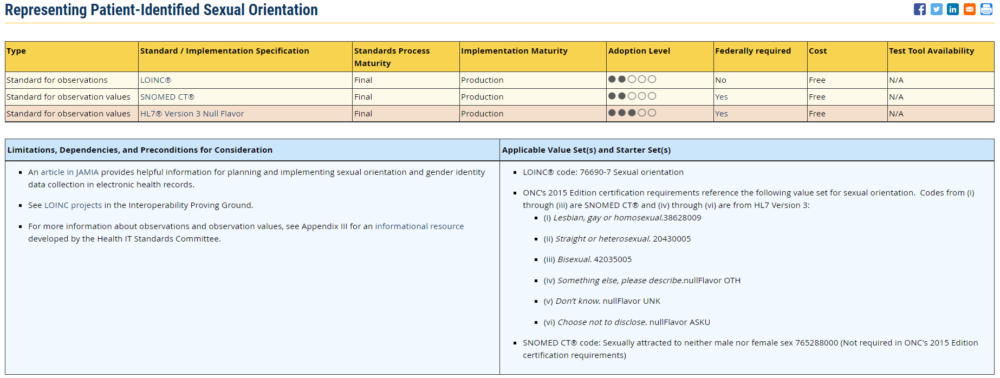 Representing Patient-Identified Sexual Orientation
Type Standard / Implementation Specification Standards Process Maturity Implementation Maturity Adoption Level Federally required Cost Test Tool Availability
Standard for observations LOINC® Final Production No Free N/A
Standard for observation values SNOMED CT® Final Production Yes Free N/A
Standard for observation values HL7® Version 3 Null Flavor Final Production Yes Free N/A
Limitations, Dependencies, and Preconditions for Consideration
An article in JAMIA provides helpful information for planning and implementing sexual orientation and gender identity
data collection in electronic health records.
See LOINC projects in the Interoperability Proving Ground.
For more information about observations and observation values, see Appendix III for an informational resource
developed by the Health IT Standards Committee.
Applicable Value Set(s) and Starter Set(s)
LOINC® code: 76690-7 Sexual orientation
ONC's 2015 Edition certification requirements reference the following value set for sexual orientation.  Codes from (i)
through (iii) are SNOMED CT® and (iv) through (vi) are from HL7 Version 3:
(i) Lesbian, gay or homosexual.38628009
(ii) Straight or heterosexual. 20430005
(iii) Bisexual. 42035005
(iv) Something else, please describe.nullFlavor OTH
(v) Don't know. nullFlavor UNK
(vi) Choose not to disclose. nullFlavor ASKU
SNOMED CT® code: Sexually attracted to neither male nor female sex 765288000 (Not required in ONC's 2015 Edition
certification requirements)